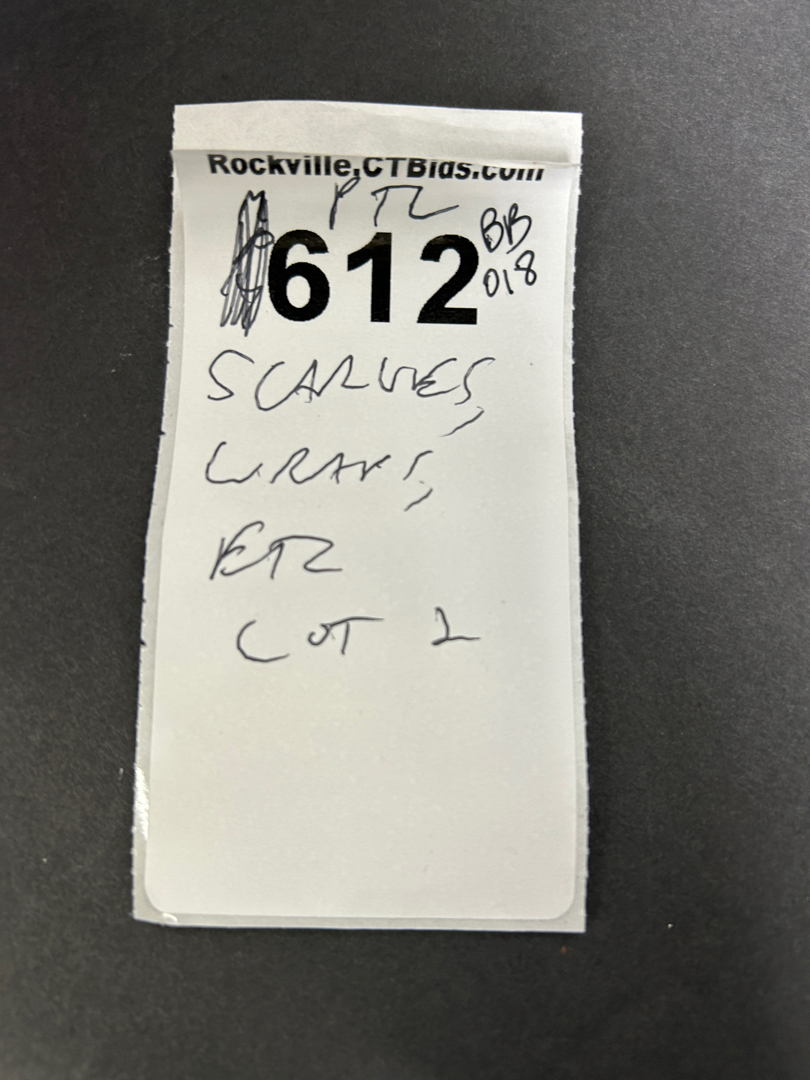 Rockville.CTBids.com
PTL
612
BB
018
SCARVES,
WRAPS,
ETC
LOT 1